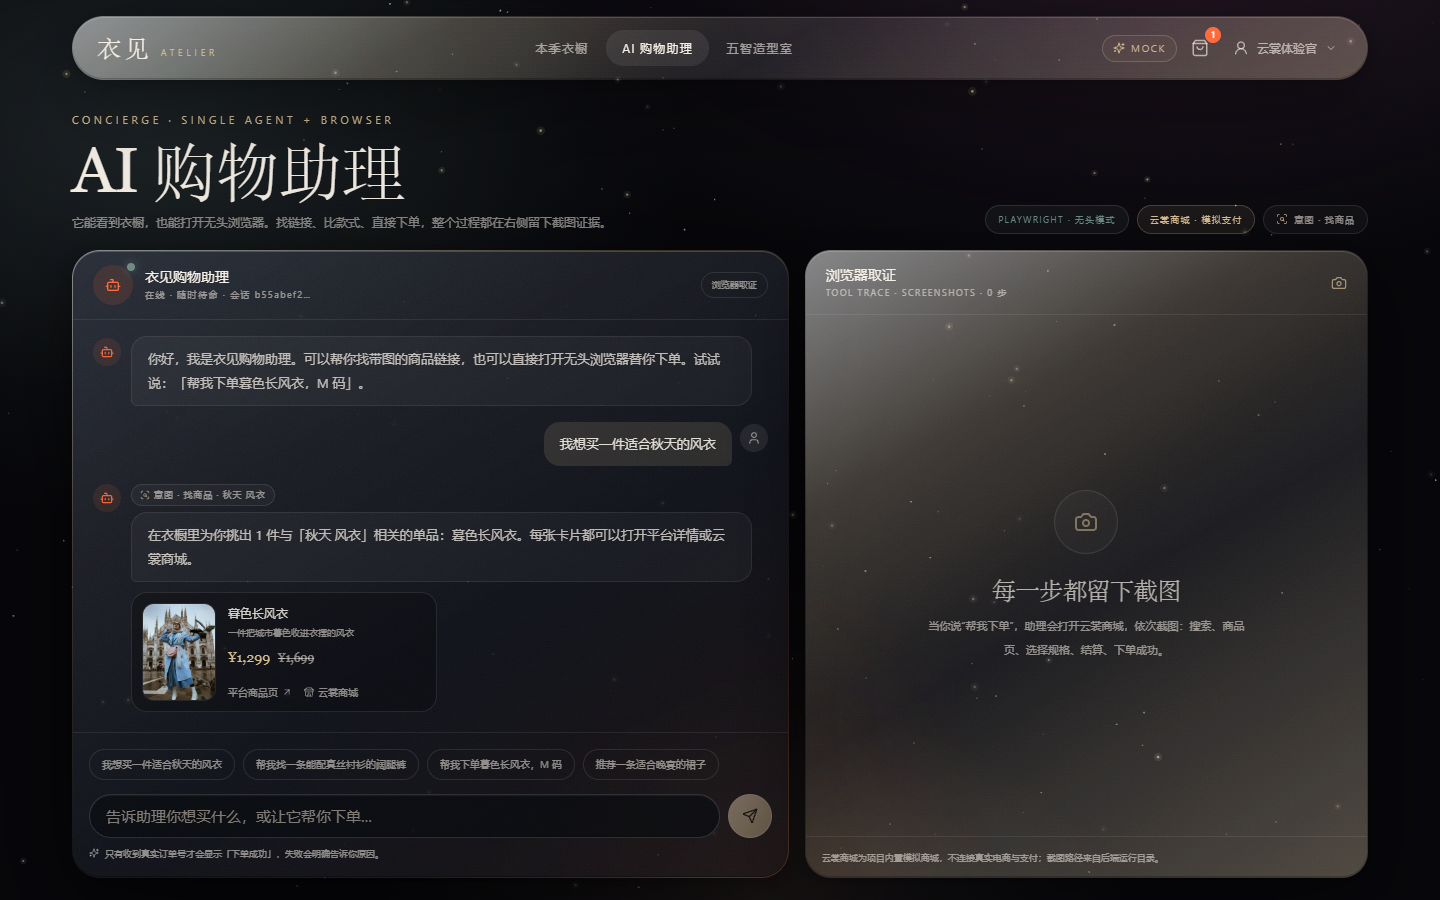 衣见 ATELIER
本季衣橱
AI 购物助理
五智造型室
MOCK
1
云裳体验官
CONCIERGE · SINGLE AGENT + BROWSER
AI 购物助理
它能看到衣橱，也能打开无头浏览器。找链接、比款式、直接下单，整个过程都在右侧留下截图证据。
PLAYWRIGHT · 无头模式
云裳商城 · 模拟支付
意图 · 找商品
衣见购物助理
在线 · 随时待命 · 会话 b55abef2...
浏览器取证
你好，我是衣见购物助理。可以帮你找带图的商品链接，也可以直接打开无头浏览器替你下单。试试
说：「帮我下单暮色长风衣，M 码」。
我想买一件适合秋天的风衣
意图 · 找商品 · 秋天 风衣
在衣橱里为你挑出 1 件与「秋天 风衣」相关的单品：暮色长风衣。每张卡片都可以打开平台详情或云
裳商城。
暮色长风衣
一件把城市暮色收进衣摆的风衣
¥1,299 ¥1,699
平台商品页
云裳商城
我想买一件适合秋天的风衣
帮我找一条能配真丝衬衫的阔腿裤
帮我下单暮色长风衣，M 码
推荐一条适合晚宴的裙子
告诉助理你想买什么，或让它帮你下单...
只有收到真实订单号才会显示「下单成功」，失败会明确告诉你原因。
浏览器取证
TOOL TRACE · SCREENSHOTS · 0 步
每一步都留下截图
当你说“帮我下单”，助理会打开云裳商城，依次截图：搜索、商品
页、选择规格、结算、下单成功。
云裳商城为项目内置模拟商城，不连接真实电商与支付；截图路径来自后端运行目录。